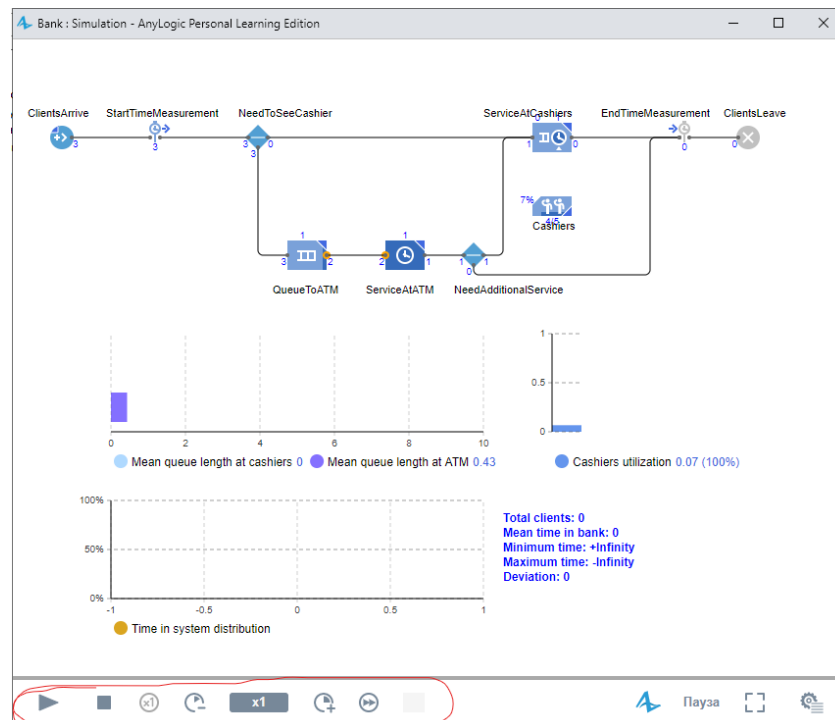 Bank : Simulation - AnyLogic Personal Learning Edition
ClientsArrive StartTimeMeasurement NeedToSeeCashier ServiceAtCashiers EndTimeMeasurement ClientsLeave
0 1
3 3 3 0 1 0 0 0
3
7%
4/5
Cashiers
1 1
3 2 2 1 1 1
0
QueueToATM ServiceAtATM NeedAdditionalService
1
0.5
0
0 2 4 6 8 10
Mean queue length at cashiers 0 Mean queue length at ATM 0.43 Cashiers utilization 0.07 (100%)
100%
50%
0%
-1 -0.5 0 0.5 1
Time in system distribution
Total clients: 0
Mean time in bank: 0
Minimum time: +Infinity
Maximum time: -Infinity
Deviation: 0
x1 x1 Пауза